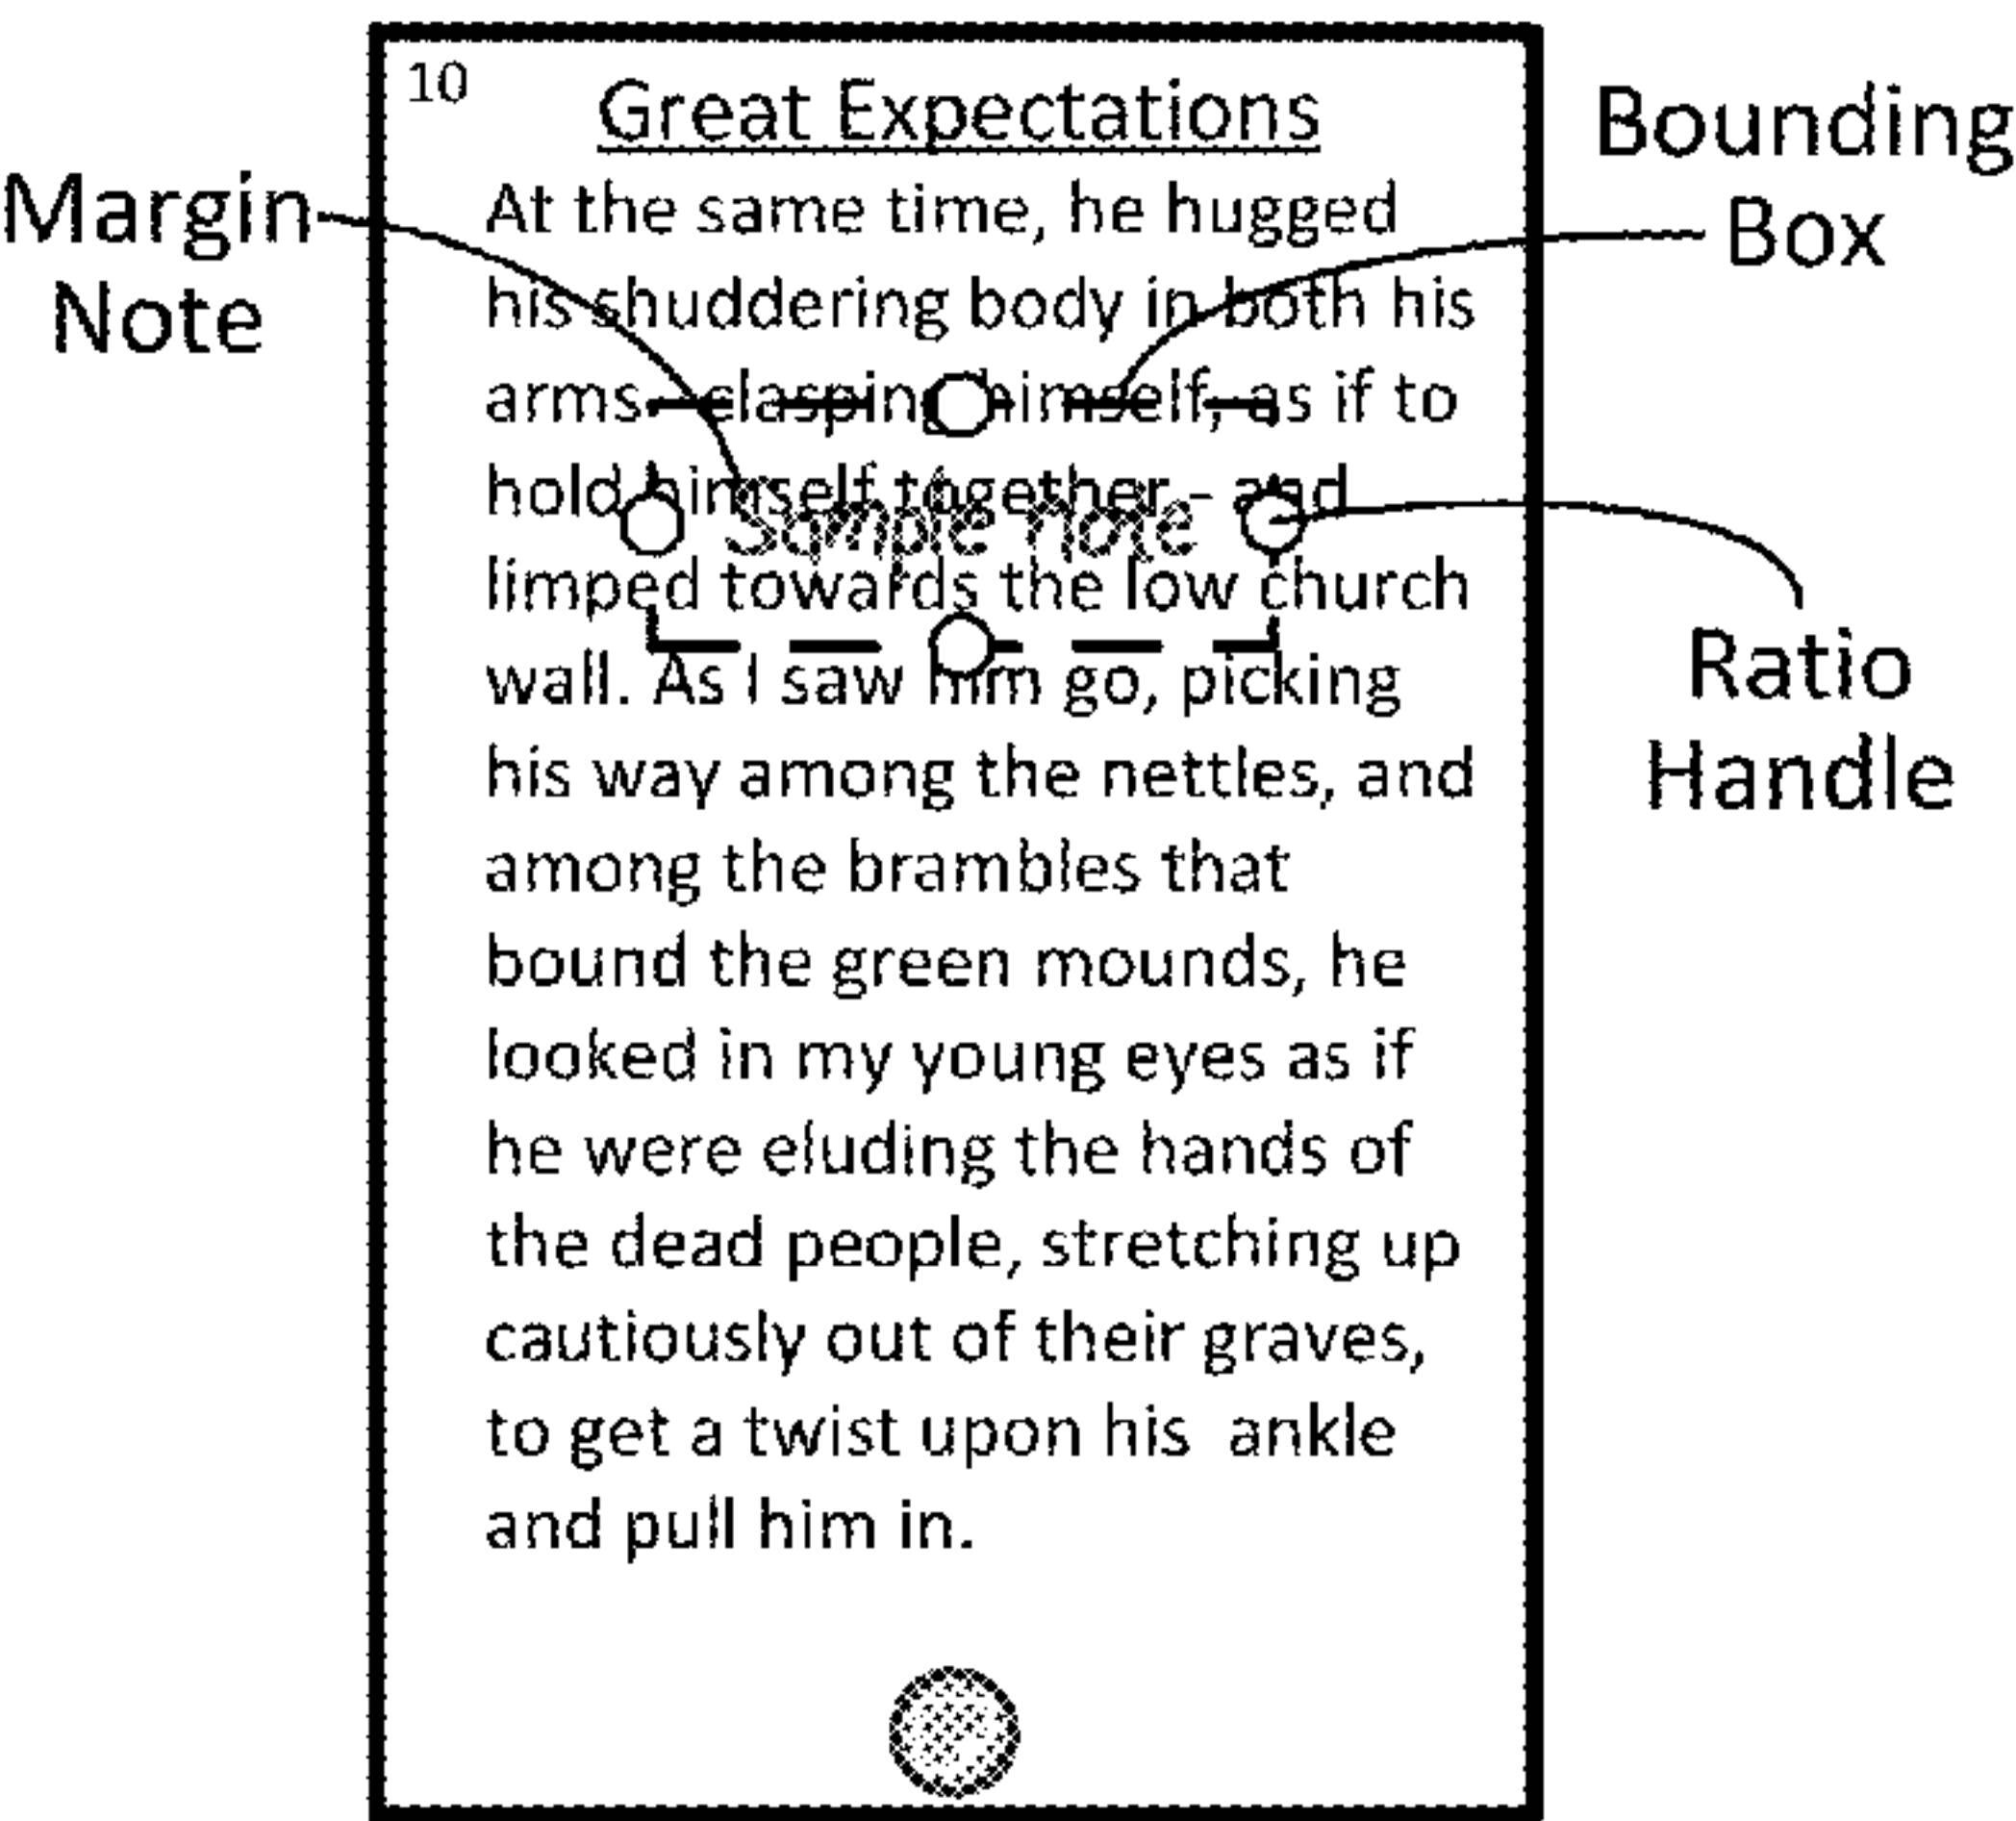 10
Great Expectations
At the same time, he hugged
his shuddering body in both his
arms - clasping himself, as if to
hold himself together - and
Sample note
limped towards the low church
wall. As I saw him go, picking
his way among the nettles, and
among the brambles that
bound the green mounds, he
looked in my young eyes as if
he were eluding the hands of
the dead people, stretching up
cautiously out of their graves,
to get a twist upon his ankle
and pull him in.
Margin
Note
Bounding
Box
Ratio
Handle